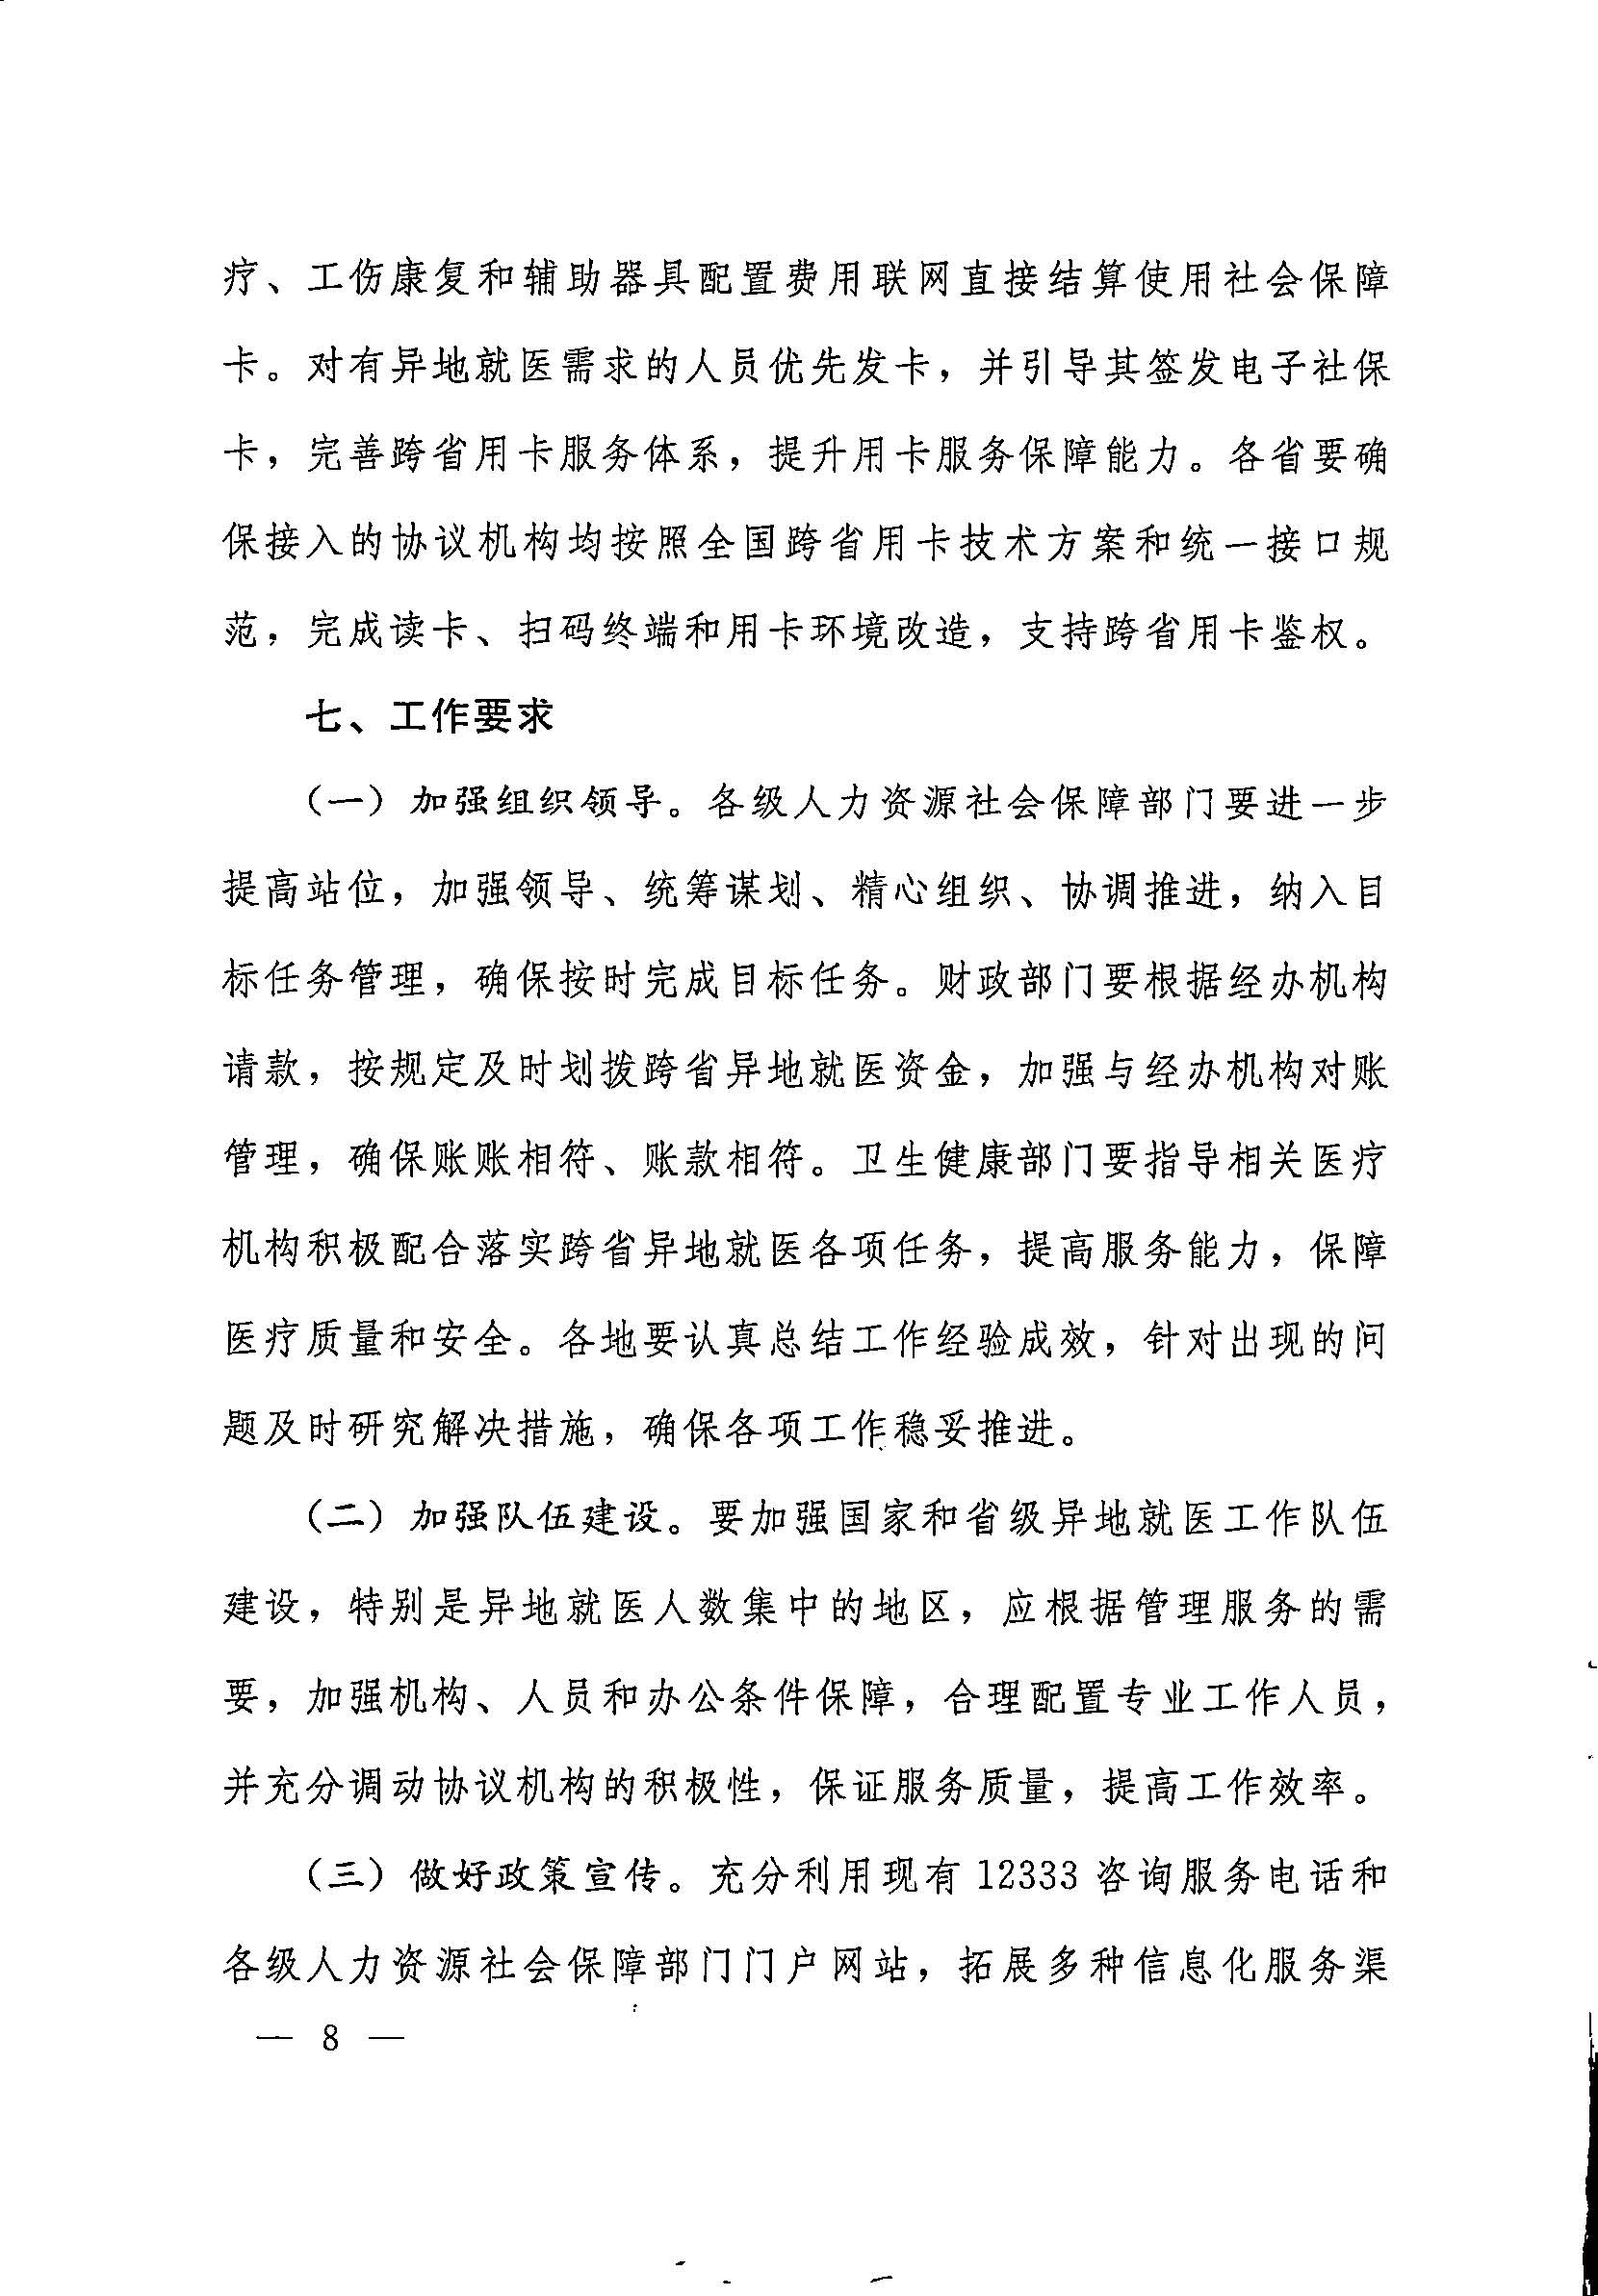 疗、工伤康复和辅助器具配置费用联网直接结算使用社会保障
卡。对有异地就医需求的人员优先发卡，并引导其签发电子社保
卡，完善跨省用卡服务体系，提升用卡服务保障能力。各省要确
保接入的协议机构均按照全国跨省用卡技术方案和统一接口规
范，完成读卡、扫码终端和用卡环境改造，支持跨省用卡鉴权。
七、工作要求
（一）加强组织领导。各级人力资源社会保障部门要进一步
提高站位，加强领导、统筹谋划、精心组织、协调推进，纳入目
标任务管理，确保按时完成目标任务。财政部门要根据经办机构
请款，按规定及时划拨跨省异地就医资金，加强与经办机构对账
管理，确保账账相符、账款相符。卫生健康部门要指导相关医疗
机构积极配合落实跨省异地就医各项任务，提高服务能力，保障
医疗质量和安全。各地要认真总结工作经验成效，针对出现的问
题及时研究解决措施，确保各项工作稳妥推进。
（二）加强队伍建设。要加强国家和省级异地就医工作队伍
建设，特别是异地就医人数集中的地区，应根据管理服务的需
要，加强机构、人员和办公条件保障，合理配置专业工作人员，
并充分调动协议机构的积极性，保证服务质量，提高工作效率。
（三）做好政策宣传。充分利用现有12333咨询服务电话和
各级人力资源社会保障部门门户网站，拓展多种信息化服务渠
— 8 —